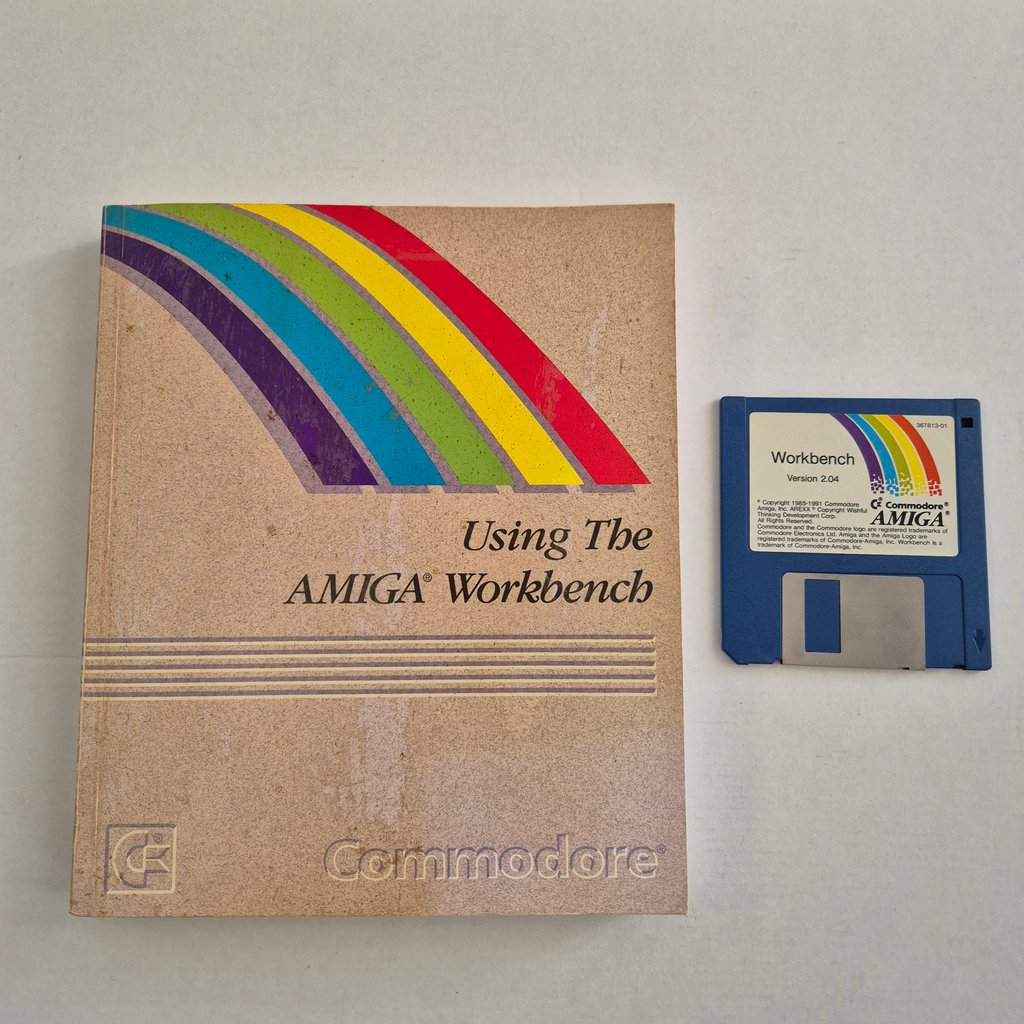 Using The
AMIGA® Workbench
Commodore®
367813-01
Workbench
Version 2.04
Commodore®
AMIGA®
© Copyright 1985-1991 Commodore
Amiga, Inc. AREXX © Copyright Wishful
Thinking Development Corp.
All Rights Reserved.
Commodore and the Commodore logo are registered trademarks of
Commodore Electronics Ltd. Amiga and the Amiga Logo are
registered trademarks of Commodore-Amiga, Inc. Workbench is a
trademark of Commodore-Amiga, Inc.